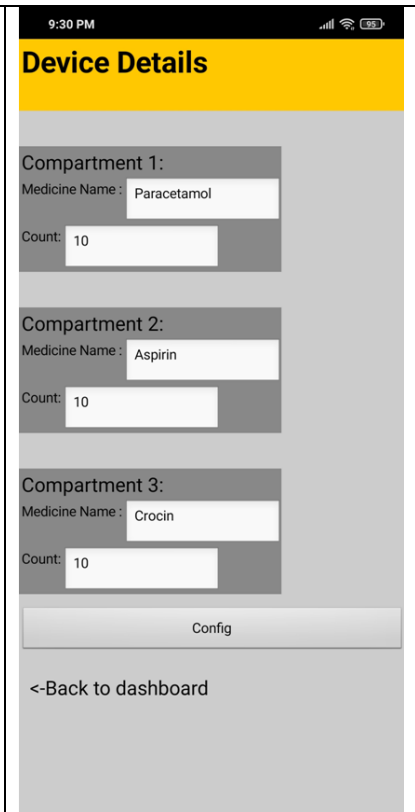 9:30 PM 95
Device Details
Compartment 1:
Medicine Name : Paracetamol
Count: 10
Compartment 2:
Medicine Name : Aspirin
Count: 10
Compartment 3:
Medicine Name : Crocin
Count: 10
Config
<-Back to dashboard